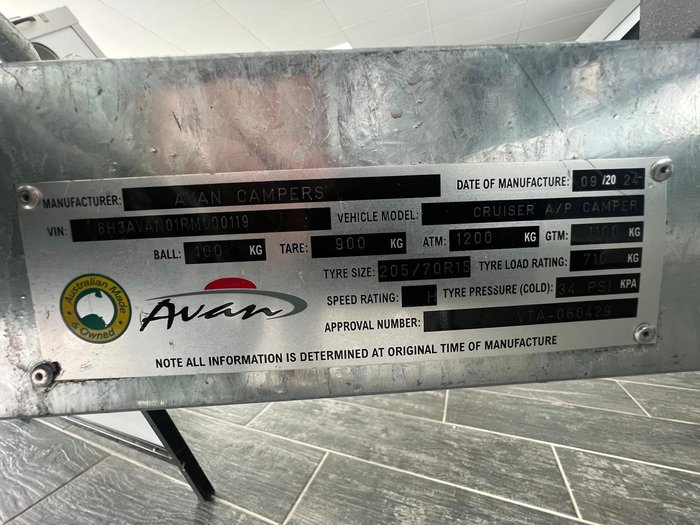 MANUFACTURER: AVAN CAMPERS DATE OF MANUFACTURE: 09 /20 24
VIN: 6H3AVAN01RM000119 VEHICLE MODEL: CRUISER A/P CAMPER
BALL: 100 KG TARE: 900 KG ATM: 1200 KG GTM: 1100 KG
TYRE SIZE: 205/70R15 TYRE LOAD RATING: 710 KG
SPEED RATING: H TYRE PRESSURE (COLD): 34 PSI KPA
APPROVAL NUMBER: VTA-060429
Australian Made & Owned
Avan
NOTE ALL INFORMATION IS DETERMINED AT ORIGINAL TIME OF MANUFACTURE